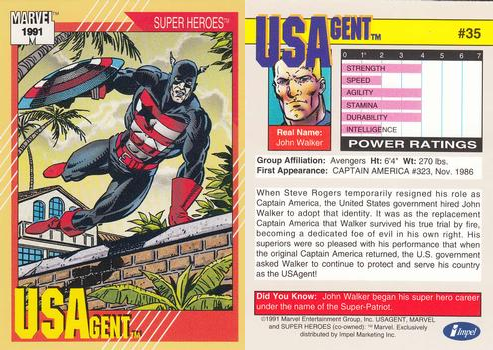 MARVEL
1991
M
SUPER HEROES™
USAGENT™
USAGENT™
#35
0 1 2 3 4 5 6 7
STRENGTH
SPEED
AGILITY
STAMINA
DURABILITY
INTELLIGENCE
POWER RATINGS
Real Name:
John Walker
Group Affiliation: Avengers Ht: 6'4" Wt: 270 lbs.
First Appearance: CAPTAIN AMERICA #323, Nov. 1986
When Steve Rogers temporarily resigned his role as
Captain America, the United States government hired John
Walker to adopt that identity. It was as the replacement
Captain America that Walker survived his true trial by fire,
becoming a dedicated foe of evil in his own right. His
superiors were so pleased with his performance that when
the original Captain America returned, the U.S. government
asked Walker to continue to protect and serve his country
as the USAgent!
Did You Know: John Walker began his super hero career
under the name of the Super-Patriot.
©1991 Marvel Entertainment Group, Inc. USAGENT, MARVEL
and SUPER HEROES (co-owned): ™ Marvel. Exclusively
distributed by Impel Marketing Inc.
Impel